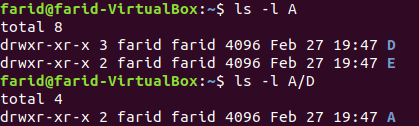 farid@farid-VirtualBox:~$ ls -l A
total 8
drwxr-xr-x 3 farid farid 4096 Feb 27 19:47 D
drwxr-xr-x 2 farid farid 4096 Feb 27 19:47 E
farid@farid-VirtualBox:~$ ls -l A/D
total 4
drwxr-xr-x 2 farid farid 4096 Feb 27 19:47 A